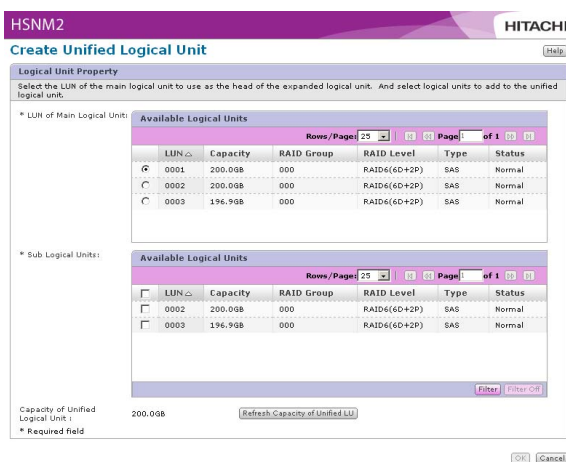 HSNM2
HITACHI
Create Unified Logical Unit
Help
Logical Unit Property
Select the LUN of the main logical unit to use as the head of the expanded logical unit. And select logical units to add to the unified
logical unit.
* LUN of Main Logical Unit:
Available Logical Units
Rows/Page: 25 Page 1 of 1
LUN Capacity RAID Group RAID Level Type Status
0001 200.0GB 000 RAID6(6D+2P) SAS Normal
0002 200.0GB 000 RAID6(6D+2P) SAS Normal
0003 196.9GB 000 RAID6(6D+2P) SAS Normal
* Sub Logical Units:
Available Logical Units
Rows/Page: 25 Page 1 of 1
LUN Capacity RAID Group RAID Level Type Status
0002 200.0GB 000 RAID6(6D+2P) SAS Normal
0003 196.9GB 000 RAID6(6D+2P) SAS Normal
Filter Filter Off
Capacity of Unified
Logical Unit :
200.0GB
Refresh Capacity of Unified LU
* Required field
OK Cancel